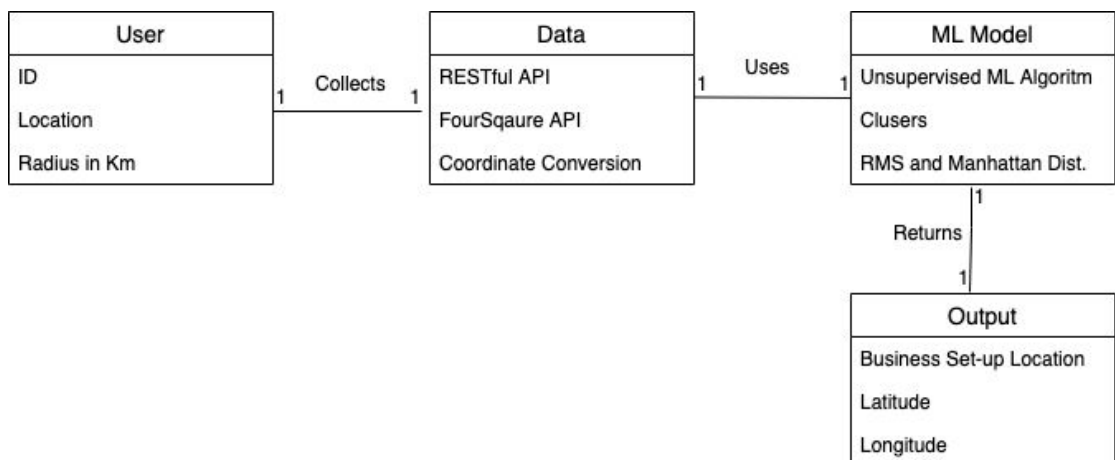 User
ID
Location
Radius in Km
1
Collects
1
Data
RESTful API
FourSqaure API
Coordinate Conversion
1
Uses
1
ML Model
Unsupervised ML Algoritm
Clusers
RMS and Manhattan Dist.
1
Returns
1
Output
Business Set-up Location
Latitude
Longitude